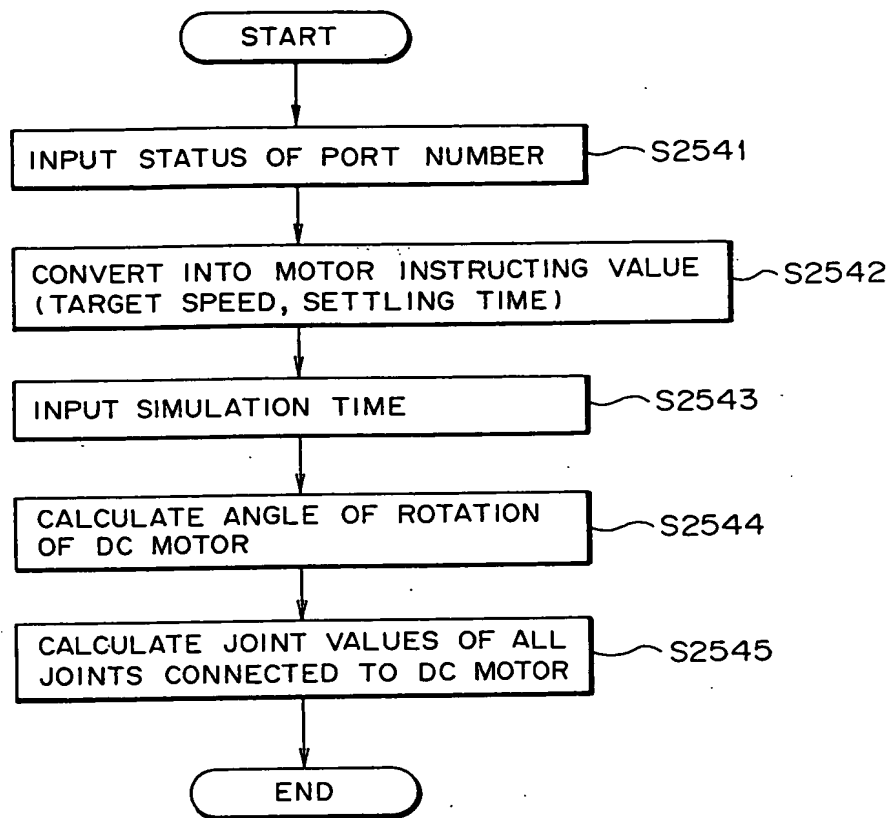 START
INPUT STATUS OF PORT NUMBER
S2541
CONVERT INTO MOTOR INSTRUCTING VALUE
(TARGET SPEED, SETTLING TIME)
S2542
INPUT SIMULATION TIME
S2543
CALCULATE ANGLE OF ROTATION
OF DC MOTOR
S2544
CALCULATE JOINT VALUES OF ALL
JOINTS CONNECTED TO DC MOTOR
S2545
END